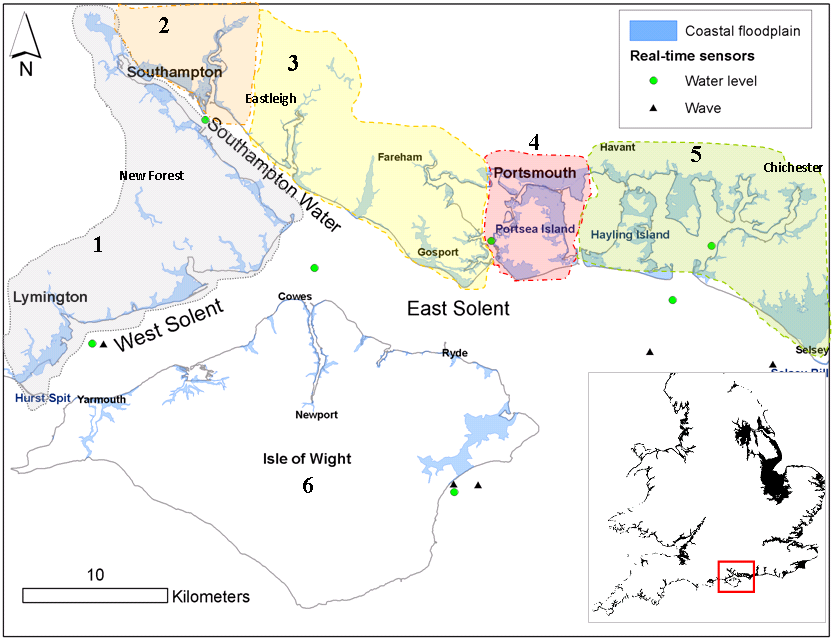 2
Coastal floodplain
Real-time sensors
Water level
Wave
N
Southampton
3
Eastleigh
Southampton Water
4
5
Fareham
Portsmouth
Havant
Chichester
New Forest
Portsea Island
Hayling Island
1
Gosport
Lymington
Cowes
East Solent
West Solent
Ryde
Selsey
Selsey Bill
Hurst Spit
Yarmouth
Newport
Isle of Wight
6
10
Kilometers